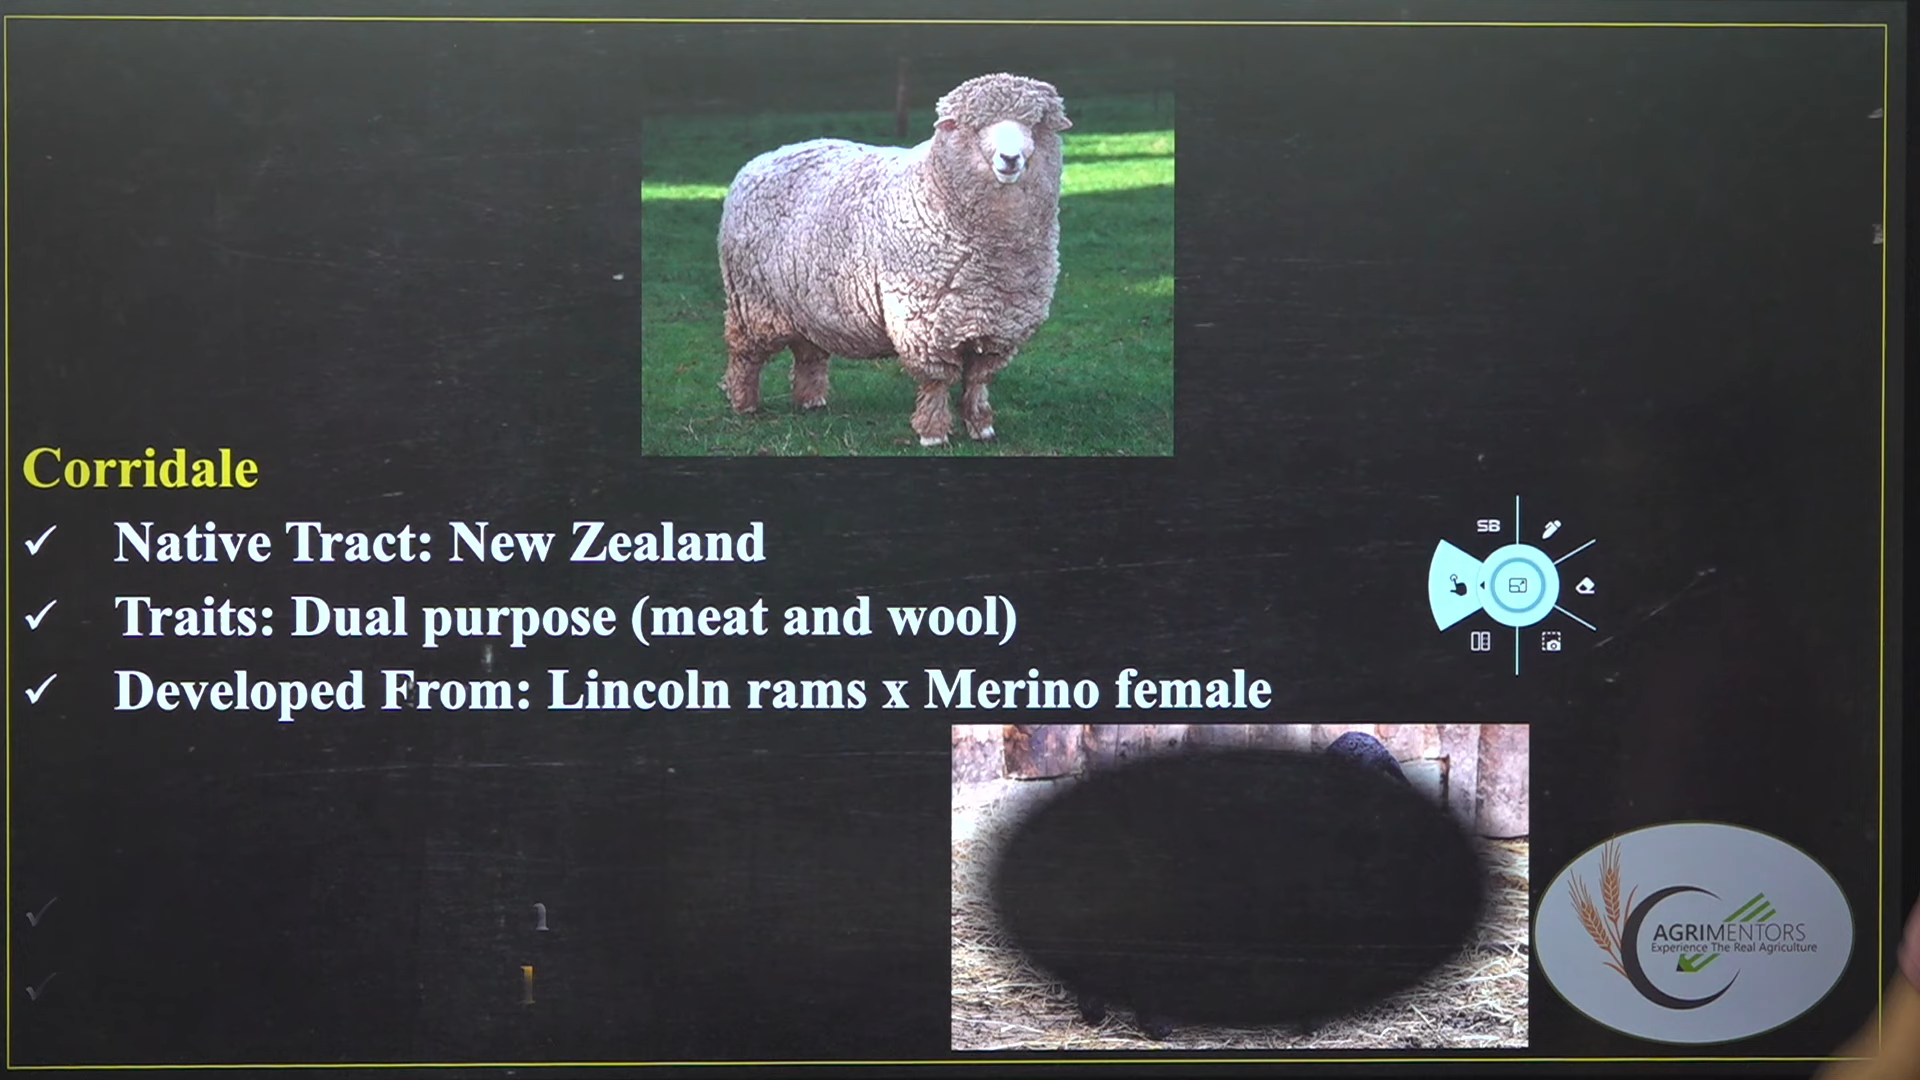 Corridale
✓ Native Tract: New Zealand
✓ Traits: Dual purpose (meat and wool)
✓ Developed From: Lincoln rams x Merino female
SB
AGRIMENTORS
Experience The Real Agriculture